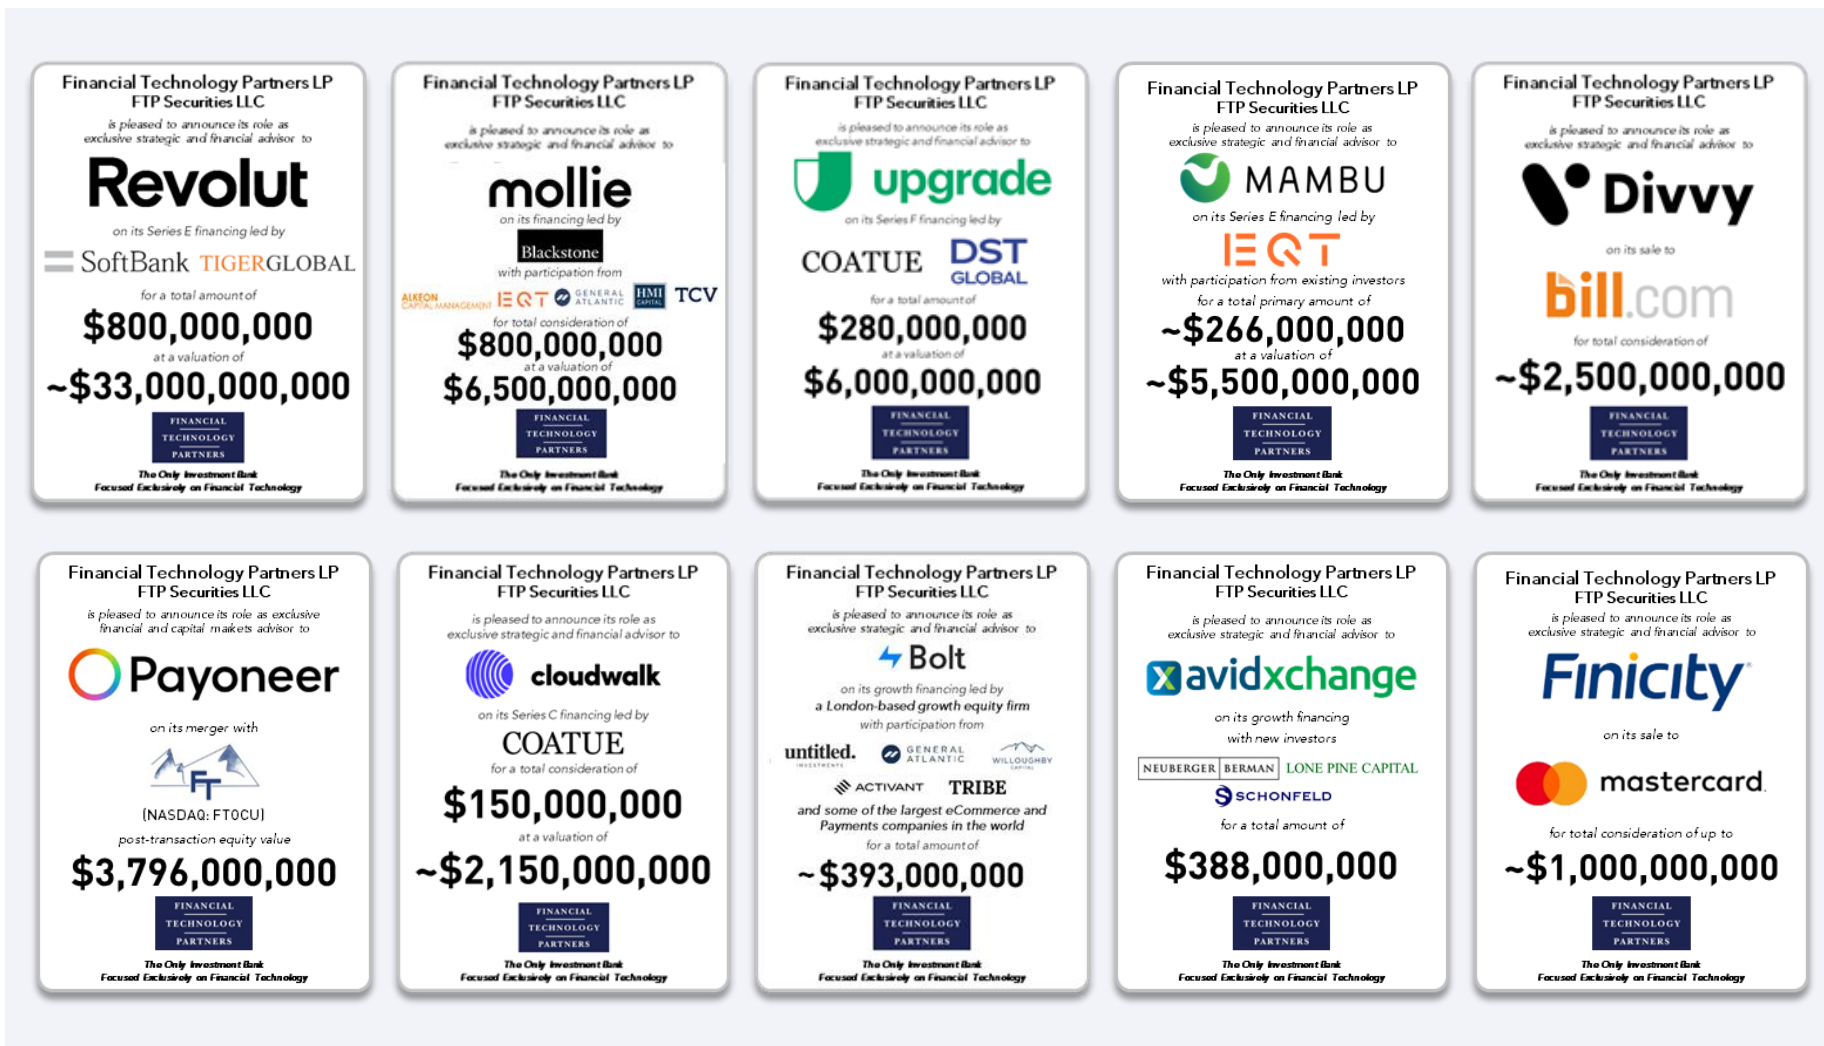 Financial Technology Partners LP
FTP Securities LLC
is pleased to announce its role as
exclusive strategic and financial advisor to
Revolut
on its Series E financing led by
SoftBank TIGERGLOBAL
for a total amount of
$800,000,000
at a valuation of
~$33,000,000,000
FINANCIAL
TECHNOLOGY
PARTNERS
The Only Investment Bank
Focused Exclusively on Financial Technology
Financial Technology Partners LP
FTP Securities LLC
is pleased to announce its role as
exclusive strategic and financial advisor to
mollie
on its financing led by
Blackstone
with participation from
ALKEON
CAPITAL MANAGEMENT
EQT
GENERAL
ATLANTIC
HMI
CAPITAL
TCV
for total consideration of
$800,000,000
at a valuation of
$6,500,000,000
FINANCIAL
TECHNOLOGY
PARTNERS
The Only Investment Bank
Focused Exclusively on Financial Technology
Financial Technology Partners LP
FTP Securities LLC
is pleased to announce its role as
exclusive strategic and financial advisor to
upgrade
on its Series F financing led by
COATUE
DST
GLOBAL
for a total amount of
$280,000,000
at a valuation of
$6,000,000,000
FINANCIAL
TECHNOLOGY
PARTNERS
The Only Investment Bank
Focused Exclusively on Financial Technology
Financial Technology Partners LP
FTP Securities LLC
is pleased to announce its role as
exclusive strategic and financial advisor to
MAMBU
on its Series E financing led by
EQT
with participation from existing investors
for a total primary amount of
~$266,000,000
at a valuation of
~$5,500,000,000
FINANCIAL
TECHNOLOGY
PARTNERS
The Only Investment Bank
Focused Exclusively on Financial Technology
Financial Technology Partners LP
FTP Securities LLC
is pleased to announce its role as
exclusive strategic and financial advisor to
Divvy
on its sale to
bill.com
for total consideration of
~$2,500,000,000
FINANCIAL
TECHNOLOGY
PARTNERS
The Only Investment Bank
Focused Exclusively on Financial Technology
Financial Technology Partners LP
FTP Securities LLC
is pleased to announce its role as exclusive
financial and capital markets advisor to
Payoneer
on its merger with
FT
(NASDAQ: FTOCU)
post-transaction equity value
$3,796,000,000
FINANCIAL
TECHNOLOGY
PARTNERS
The Only Investment Bank
Focused Exclusively on Financial Technology
Financial Technology Partners LP
FTP Securities LLC
is pleased to announce its role as
exclusive strategic and financial advisor to
cloudwalk
on its Series C financing led by
COATUE
for a total consideration of
$150,000,000
at a valuation of
~$2,150,000,000
FINANCIAL
TECHNOLOGY
PARTNERS
The Only Investment Bank
Focused Exclusively on Financial Technology
Financial Technology Partners LP
FTP Securities LLC
is pleased to announce its role as
exclusive strategic and financial advisor to
Bolt
on its growth financing led by
a London-based growth equity firm
with participation from
untitled.
INVESTMENTS
GENERAL
ATLANTIC
WILLOUGHBY
CAPITAL
ACTIVANT TRIBE
and some of the largest eCommerce and
Payments companies in the world
for a total amount of
~$393,000,000
FINANCIAL
TECHNOLOGY
PARTNERS
The Only Investment Bank
Focused Exclusively on Financial Technology
Financial Technology Partners LP
FTP Securities LLC
is pleased to announce its role as
exclusive strategic and financial advisor to
avidxchange
on its growth financing
with new investors
NEUBERGER BERMAN LONE PINE CAPITAL
SCHONFELD
for a total amount of
$388,000,000
FINANCIAL
TECHNOLOGY
PARTNERS
The Only Investment Bank
Focused Exclusively on Financial Technology
Financial Technology Partners LP
FTP Securities LLC
is pleased to announce its role as
exclusive strategic and financial advisor to
Finicity
on its sale to
mastercard.
for total consideration of up to
~$1,000,000,000
FINANCIAL
TECHNOLOGY
PARTNERS
The Only Investment Bank
Focused Exclusively on Financial Technology